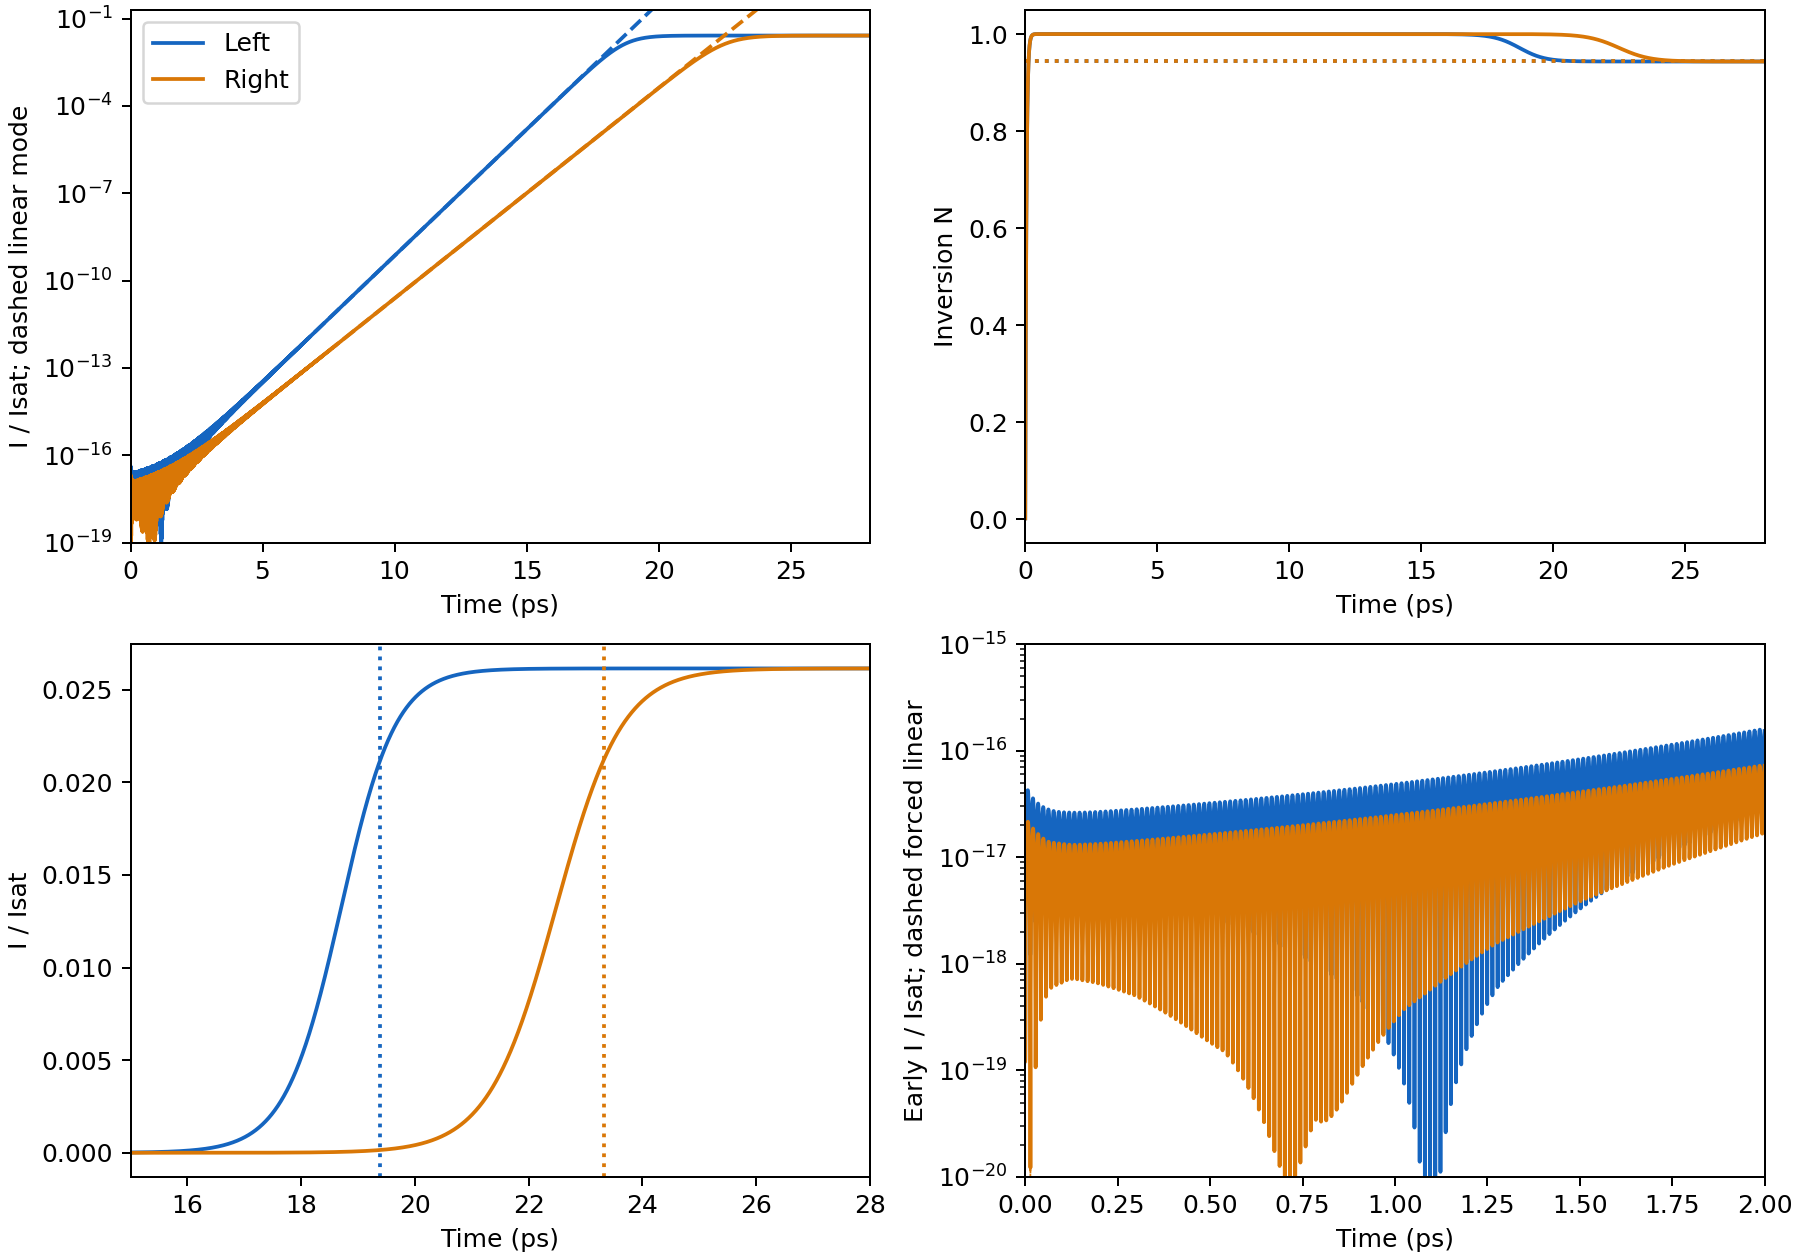 I / Isat; dashed linear mode
10⁻¹
10⁻⁴
10⁻⁷
10⁻¹⁰
10⁻¹³
10⁻¹⁶
10⁻¹⁹
Left
Right
0 5 10 15 20 25
Time (ps)
Inversion N
1.0
0.8
0.6
0.4
0.2
0.0
0 5 10 15 20 25
Time (ps)
I / Isat
0.025
0.020
0.015
0.010
0.005
0.000
16 18 20 22 24 26 28
Time (ps)
Early I / Isat; dashed forced linear
10⁻¹⁵
10⁻¹⁶
10⁻¹⁷
10⁻¹⁸
10⁻¹⁹
10⁻²⁰
0.00 0.25 0.50 0.75 1.00 1.25 1.50 1.75 2.00
Time (ps)